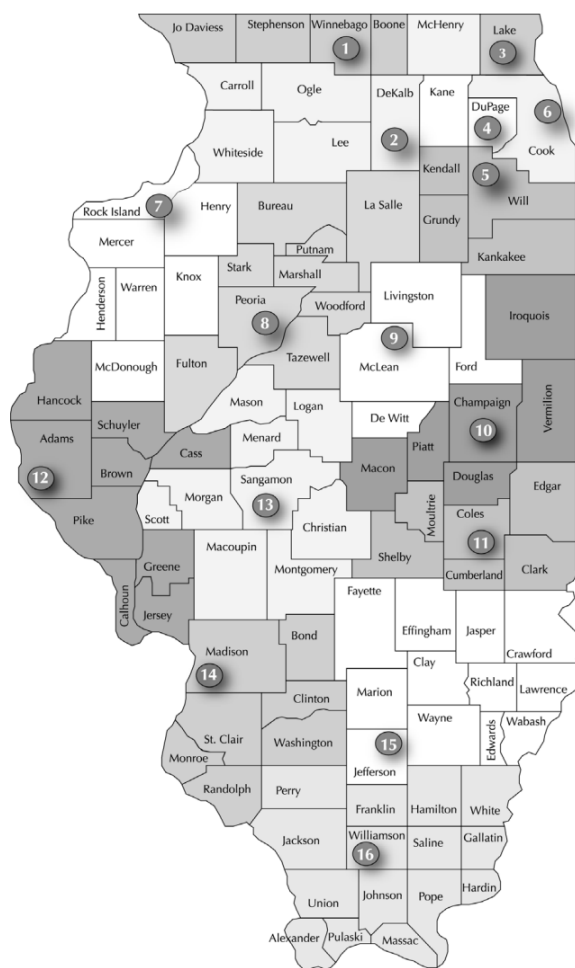 Jo Daviess
Stephenson
Winnebago
Boone
McHenry
Lake
1
3
Carroll
Ogle
DeKalb
Kane
DuPage
6
2
4
Cook
Whiteside
Lee
Kendall
5
Will
7
Rock Island
Henry
Bureau
La Salle
Grundy
Mercer
Putnam
Kankakee
Stark
Marshall
Henderson
Warren
Knox
Peoria
Woodford
Livingston
8
9
Iroquois
McDonough
Fulton
Tazewell
McLean
Ford
Hancock
Mason
Logan
Champaign
De Witt
Vermilion
Schuyler
Adams
Menard
10
Cass
Piatt
Brown
Macon
12
Sangamon
Douglas
Edgar
Morgan
13
Moultrie
Coles
Pike
Scott
Christian
11
Macoupin
Shelby
Greene
Montgomery
Cumberland
Clark
Calhoun
Fayette
Jersey
Effingham
Jasper
Bond
Madison
Crawford
Clay
14
Richland
Marion
Lawrence
Clinton
Wayne
Wabash
St. Clair
Washington
15
Edwards
Monroe
Jefferson
Randolph
Perry
Franklin
Hamilton
White
Williamson
Jackson
Saline
Gallatin
16
Hardin
Union
Johnson
Pope
Alexander
Pulaski
Massac